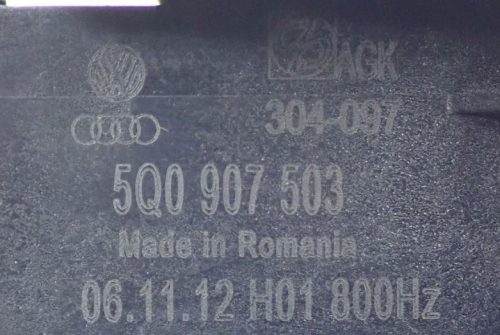 AGK
304-097
5Q0 907 503
Made in Romania
06.11.12 H01 800Hz